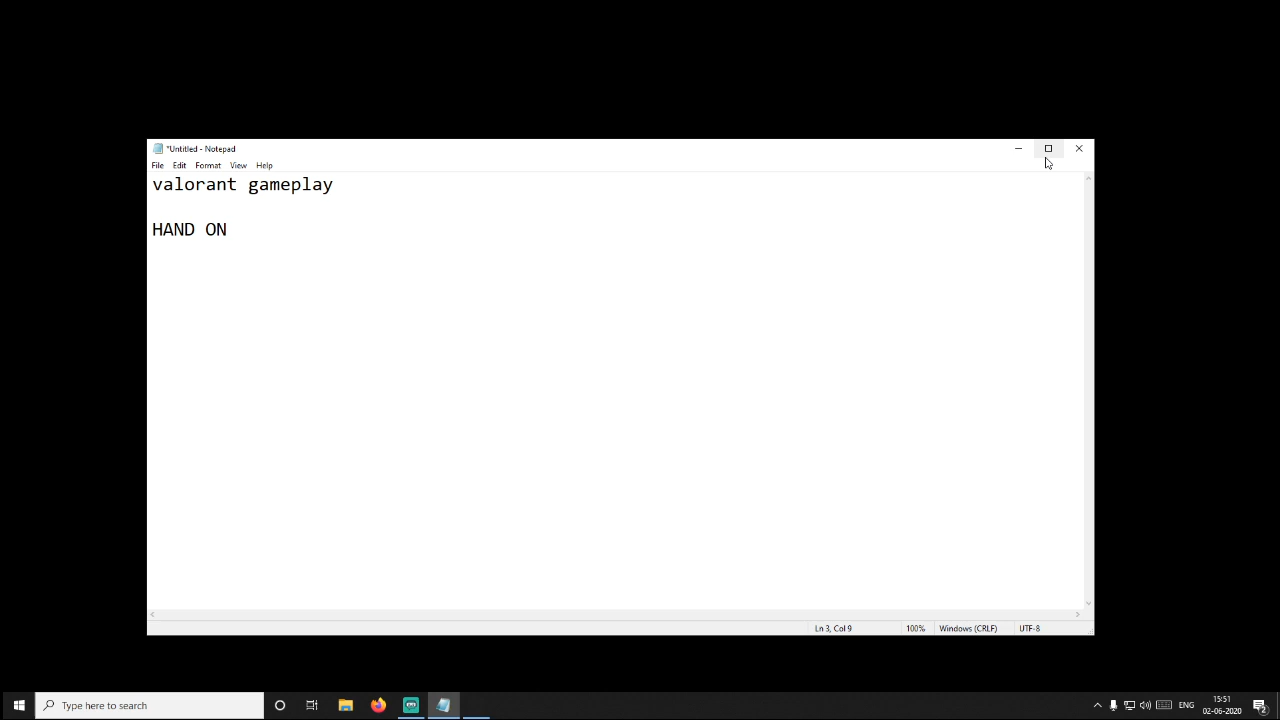 *Untitled - Notepad
File Edit Format View Help
valorant gameplay
HAND ON
Ln 3, Col 9 100% Windows (CRLF) UTF-8
Type here to search
ENG
15:51
02-06-2020
2